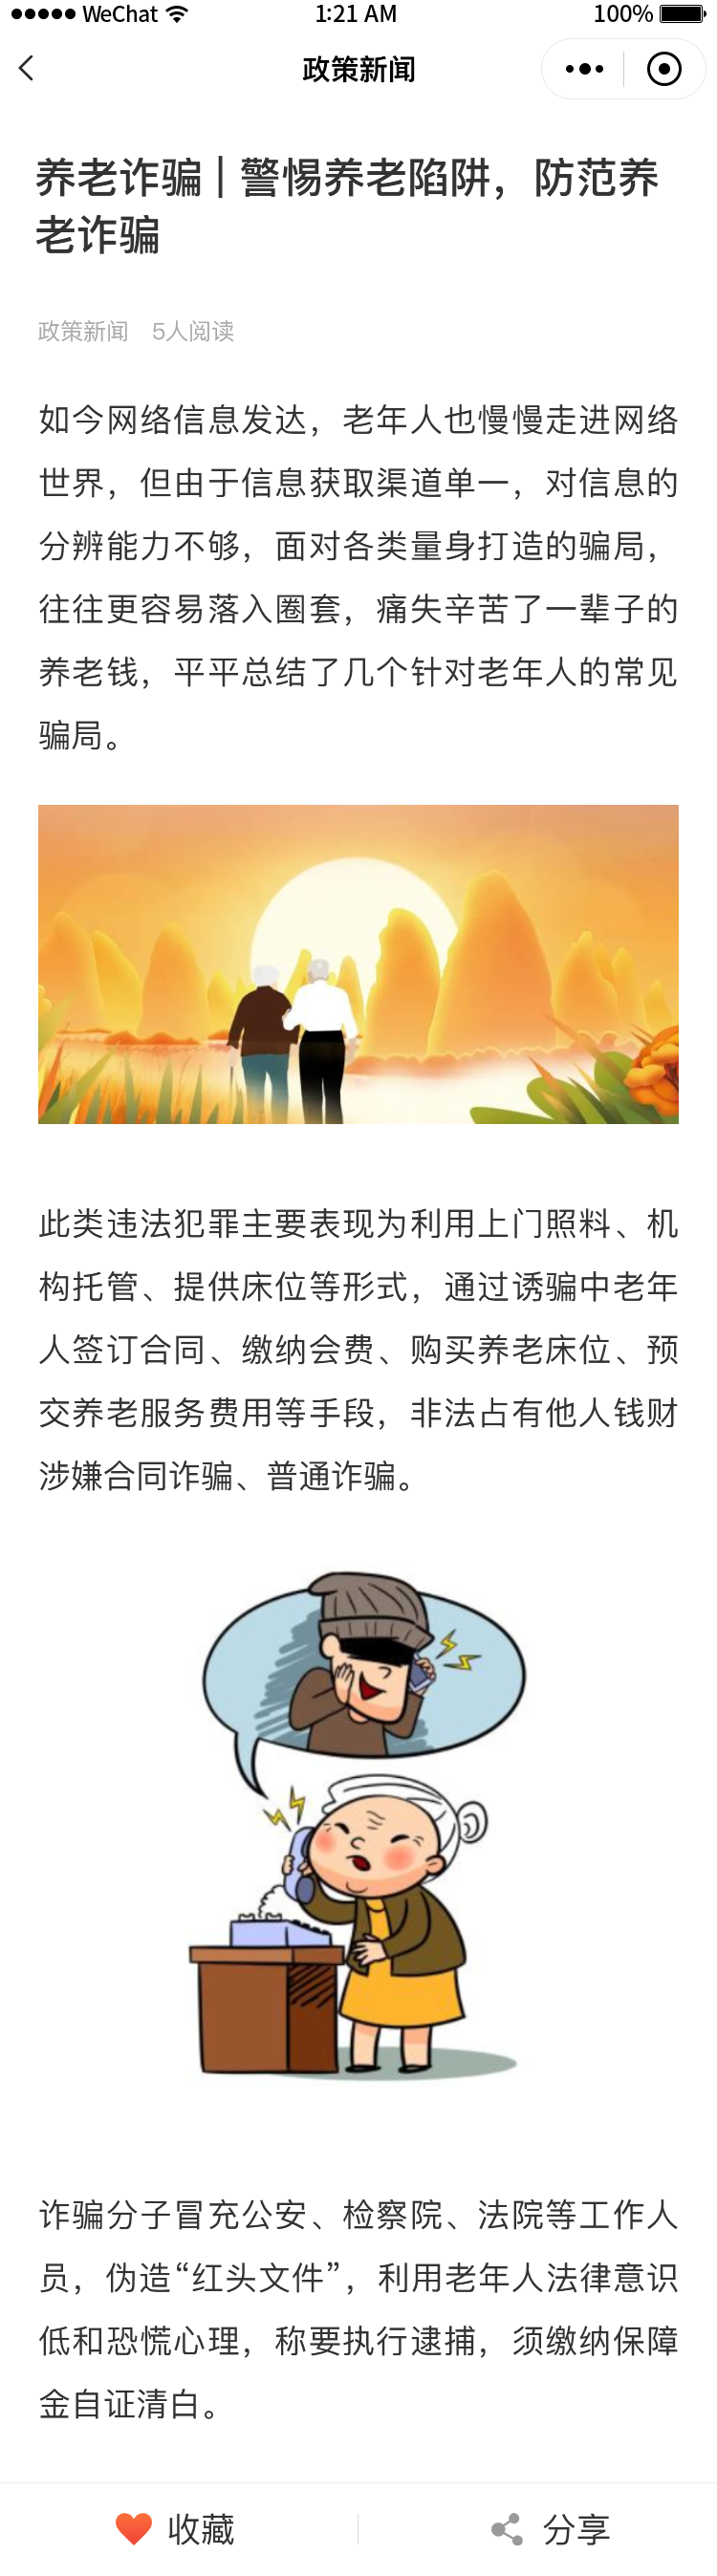 WeChat 1:21 AM 100%
政策新闻
养老诈骗 | 警惕养老陷阱，防范养
老诈骗
政策新闻 5人阅读
如今网络信息发达，老年人也慢慢走进网络
世界，但由于信息获取渠道单一，对信息的
分辨能力不够，面对各类量身打造的骗局，
往往更容易落入圈套，痛失辛苦了一辈子的
养老钱，平平总结了几个针对老年人的常见
骗局。
此类违法犯罪主要表现为利用上门照料、机
构托管、提供床位等形式，通过诱骗中老年
人签订合同、缴纳会费、购买养老床位、预
交养老服务费用等手段，非法占有他人钱财
涉嫌合同诈骗、普通诈骗。
诈骗分子冒充公安、检察院、法院等工作人
员，伪造“红头文件”，利用老年人法律意识
低和恐慌心理，称要执行逮捕，须缴纳保障
金自证清白。
收藏 分享